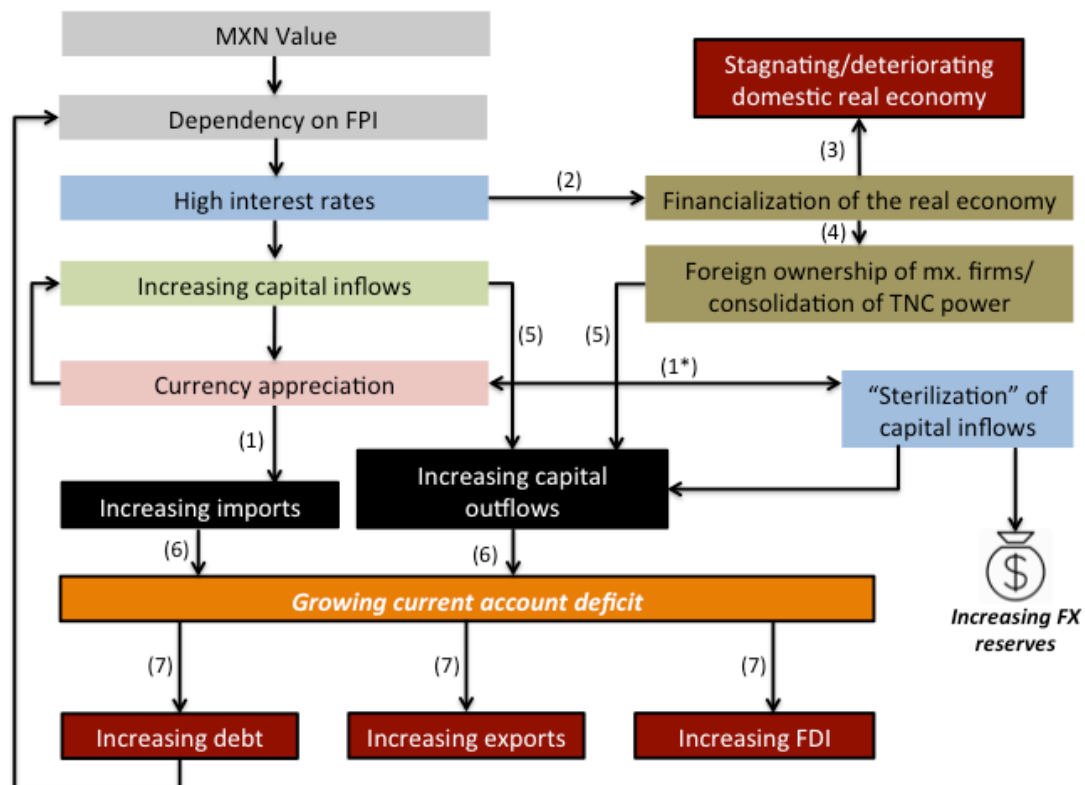 MXN Value
Stagnating/deteriorating
domestic real economy
Dependency on FPI
(3)
(2)
High interest rates
Financialization of the real economy
(4)
Increasing capital inflows
Foreign ownership of mx. firms/
consolidation of TNC power
(5)
(5)
(1*)
Currency appreciation
“Sterilization” of
capital inflows
(1)
Increasing imports
Increasing capital
outflows
(6)
(6)
$
Growing current account deficit
Increasing FX
reserves
(7)
(7)
(7)
Increasing debt
Increasing exports
Increasing FDI